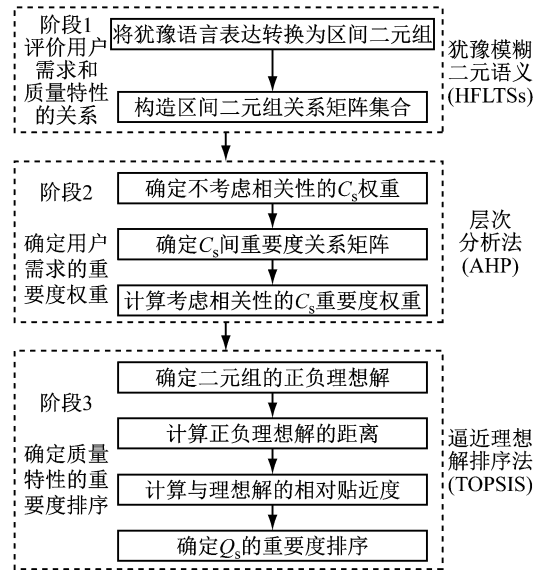 阶段1
评价用户
需求和
质量特性
的关系
将犹豫语言表达转换为区间二元组
构造区间二元组关系矩阵集合
犹豫模糊
二元语义
(HFLTSs)
阶段2
确定用户
需求的重
要度权重
确定不考虑相关性的Cs权重
确定Cs间重要度关系矩阵
计算考虑相关性的Cs重要度权重
层次
分析法
(AHP)
阶段3
确定质量
特性的重
要度排序
确定二元组的正负理想解
计算正负理想解的距离
计算与理想解的相对贴近度
确定Qs的重要度排序
逼近理想
解排序法
(TOPSIS)